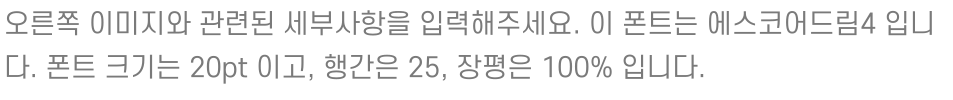 오른쪽 이미지와 관련된 세부사항을 입력해주세요. 이 폰트는 에스코어드림4 입니
다. 폰트 크기는 20pt 이고, 행간은 25, 장평은 100% 입니다.